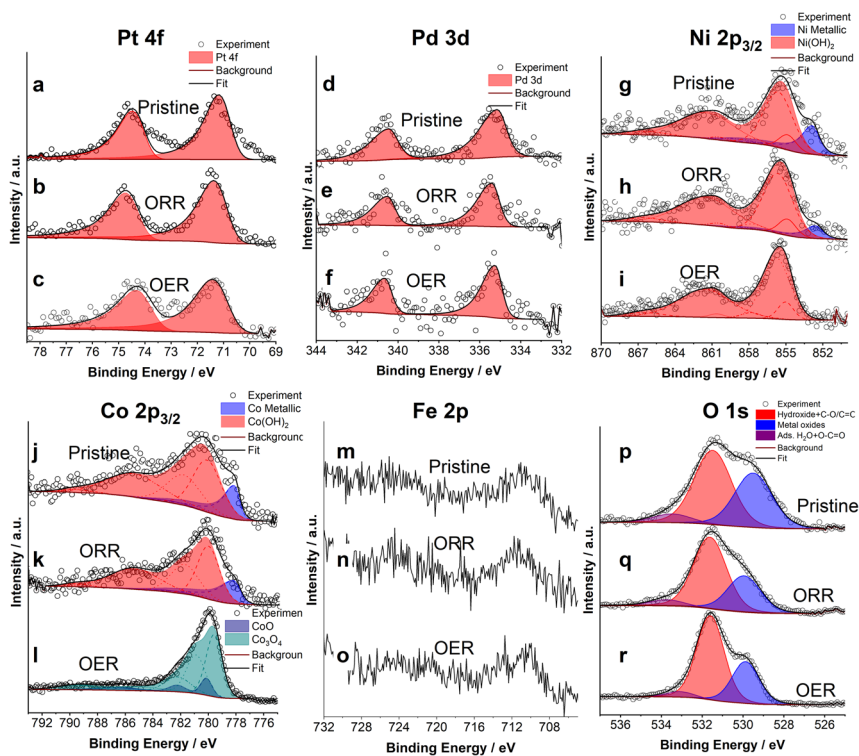 Pt 4f
Experiment
Pt 4f
Background
Fit
a
Pristine
b
ORR
c
OER
Intensity / a.u.
78 77 76 75 74 73 72 71 70 69
Binding Energy / eV
Pd 3d
Experiment
Pd 3d
Background
Fit
d
Pristine
e
ORR
f
OER
Intensity / a.u.
344 342 340 338 336 334 332
Binding Energy / eV
Ni 2p3/2
Experiment
Ni Metallic
Ni(OH)2
Background
Fit
g
Pristine
h
ORR
i
OER
Intensity / a.u.
870 867 864 861 858 855 852
Binding Energy / eV
Co 2p3/2
Experiment
Co Metallic
Co(OH)2
Background
Fit
j
Pristine
k
ORR
Experiment
CoO
Co3O4
Background
Fit
l
OER
Intensity / a.u.
792 790 788 786 784 782 780 778 776
Binding Energy / eV
Fe 2p
m
Pristine
n
ORR
o
OER
Intensity / a.u.
732 728 724 720 716 712 708
Binding Energy / eV
O 1s
Experiment
Hydroxide+C-O/C=O
Metal oxides
Ads. H2O+O-C=O
Background
Fit
p
Pristine
q
ORR
r
OER
Intensity / a.u.
536 534 532 530 528 526
Binding Energy / eV